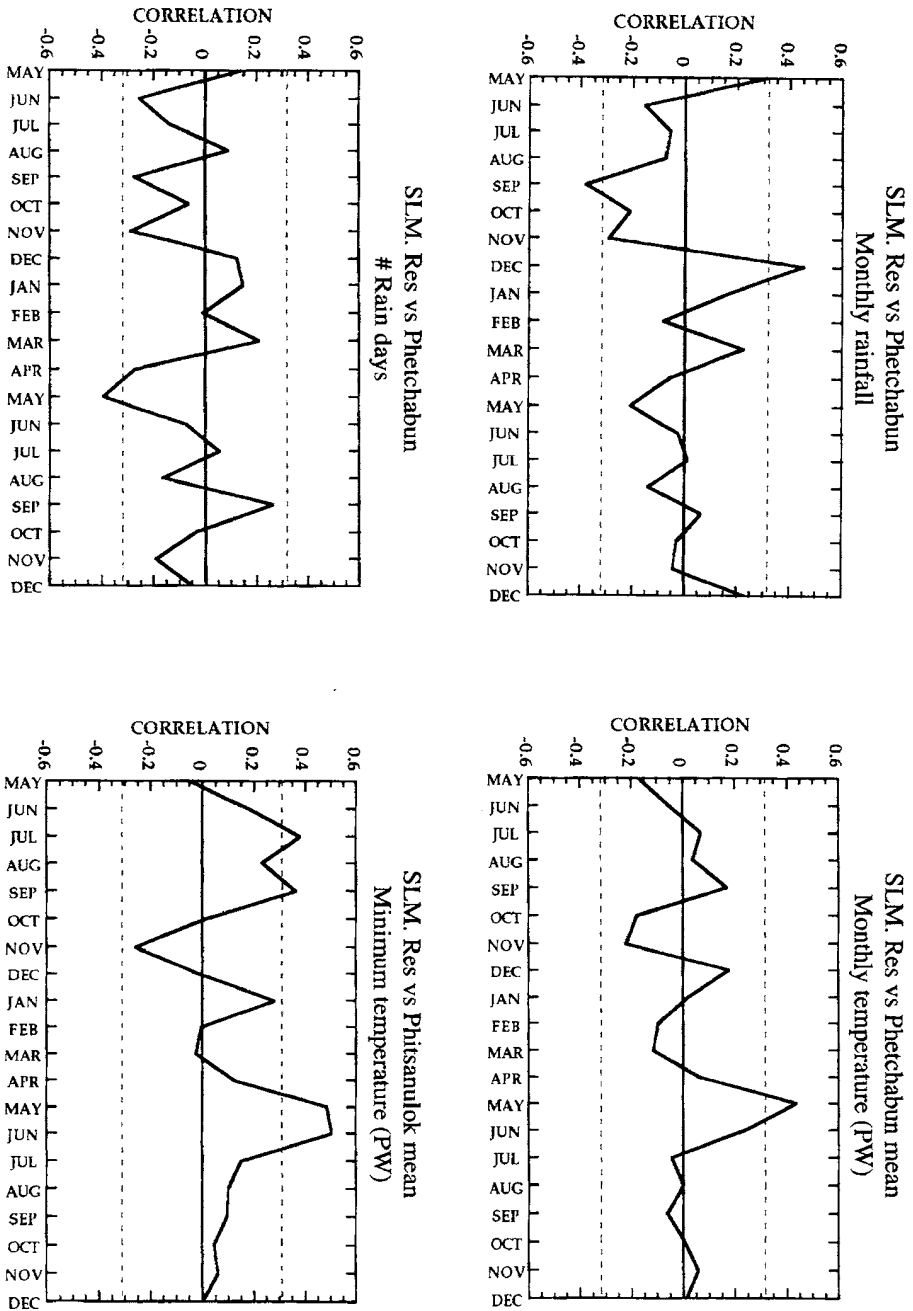 SLM. Res vs Phetchabun
Monthly rainfall
CORRELATION
-0.6
-0.4
-0.2
0
0.2
0.4
0.6
MAY
JUN
JUL
AUG
SEP
OCT
NOV
DEC
JAN
FEB
MAR
APR
MAY
JUN
JUL
AUG
SEP
OCT
NOV
DEC
SLM. Res vs Phetchabun mean
Monthly temperature (PW)
CORRELATION
-0.6
-0.4
-0.2
0
0.2
0.4
0.6
MAY
JUN
JUL
AUG
SEP
OCT
NOV
DEC
JAN
FEB
MAR
APR
MAY
JUN
JUL
AUG
SEP
OCT
NOV
DEC
SLM. Res vs Phetchabun
# Rain days
CORRELATION
-0.6
-0.4
-0.2
0
0.2
0.4
0.6
MAY
JUN
JUL
AUG
SEP
OCT
NOV
DEC
JAN
FEB
MAR
APR
MAY
JUN
JUL
AUG
SEP
OCT
NOV
DEC
SLM. Res vs Phitsanulok mean
Minimum temperature (PW)
CORRELATION
-0.6
-0.4
-0.2
0
0.2
0.4
0.6
MAY
JUN
JUL
AUG
SEP
OCT
NOV
DEC
JAN
FEB
MAR
APR
MAY
JUN
JUL
AUG
SEP
OCT
NOV
DEC